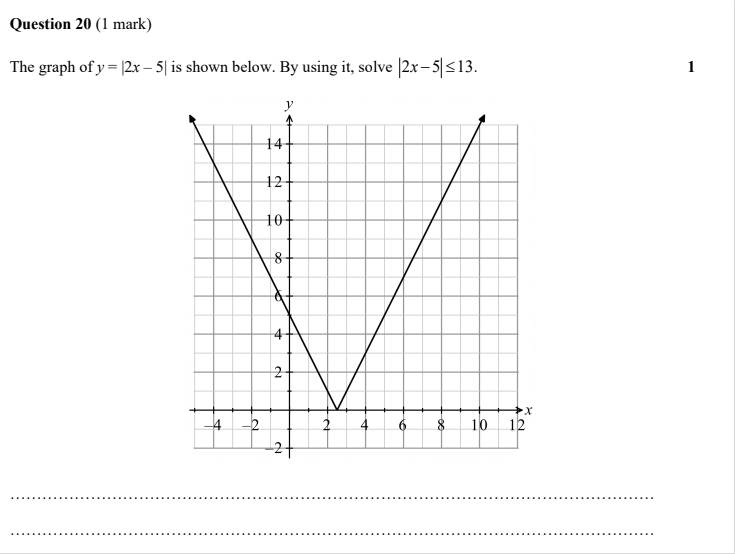 Question 20 (1 mark)
The graph of y = |2x – 5| is shown below. By using it, solve |2x−5|≤13. 1
y
14
12
10
8
6
4
2
x
–4 –2 2 4 6 8 10 12
–2